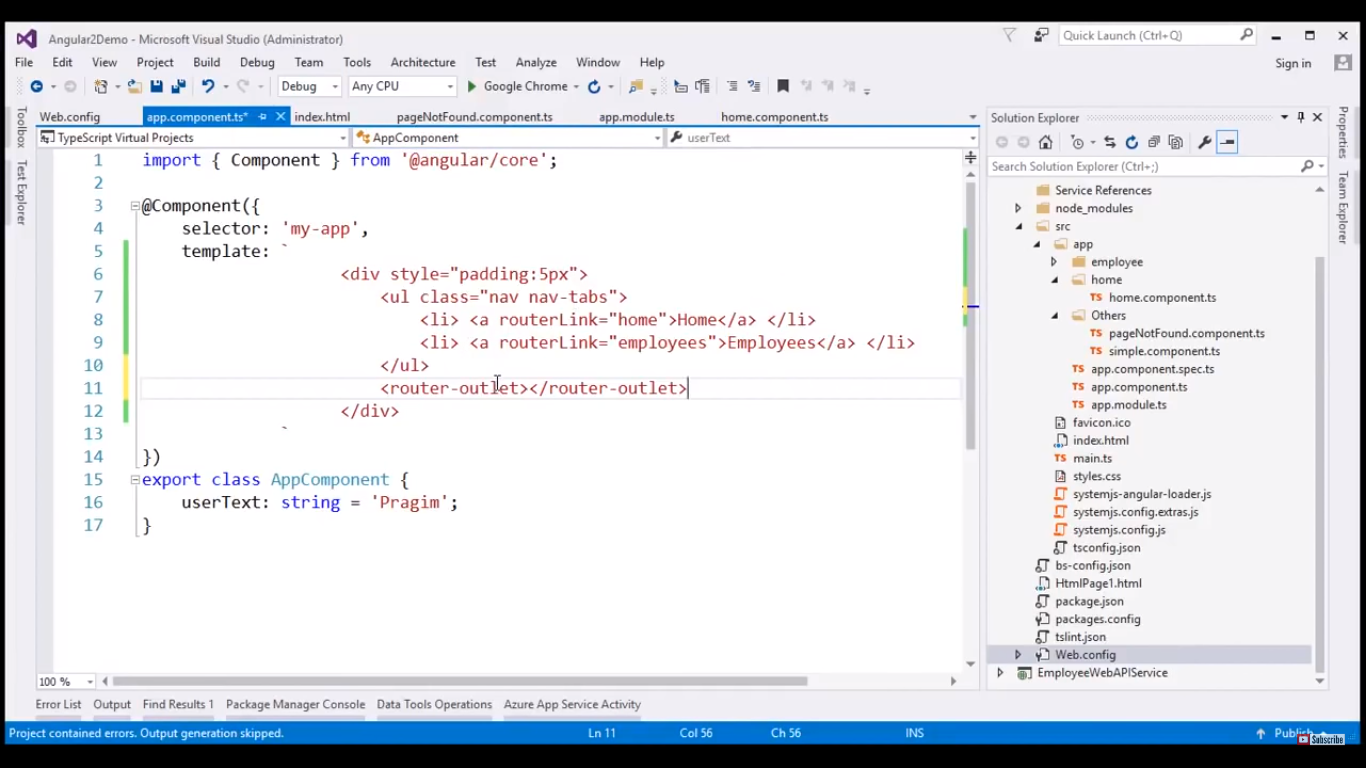 Angular2Demo - Microsoft Visual Studio (Administrator)
Quick Launch (Ctrl+Q)
File Edit View Project Build Debug Team Tools Architecture Test Analyze Window Help
Sign in
Debug Any CPU Google Chrome
Toolbox
Test Explorer
Web.config app.component.ts* index.html pageNotFound.component.ts app.module.ts home.component.ts
TypeScript Virtual Projects AppComponent userText
1 import { Component } from '@angular/core';
2
3 @Component({
4 selector: 'my-app',
5 template: `
6 <div style="padding:5px">
7 <ul class="nav nav-tabs">
8 <li> <a routerLink="home">Home</a> </li>
9 <li> <a routerLink="employees">Employees</a> </li>
10 </ul>
11 <router-outlet></router-outlet>
12 </div>
13 `
14 })
15 export class AppComponent {
16 userText: string = 'Pragim';
17 }
100 %
Solution Explorer
Search Solution Explorer (Ctrl+;)
Service References
node_modules
src
app
employee
home
TS home.component.ts
Others
TS pageNotFound.component.ts
TS simple.component.ts
TS app.component.spec.ts
TS app.component.ts
TS app.module.ts
favicon.ico
index.html
TS main.ts
styles.css
systemjs-angular-loader.js
systemjs.config.extras.js
systemjs.config.js
tsconfig.json
bs-config.json
HtmlPage1.html
package.json
packages.config
tslint.json
Web.config
EmployeeWebAPIService
Properties
Team Explorer
Error List Output Find Results 1 Package Manager Console Data Tools Operations Azure App Service Activity
Project contained errors. Output generation skipped. Ln 11 Col 56 Ch 56 INS Publish
Subscribe